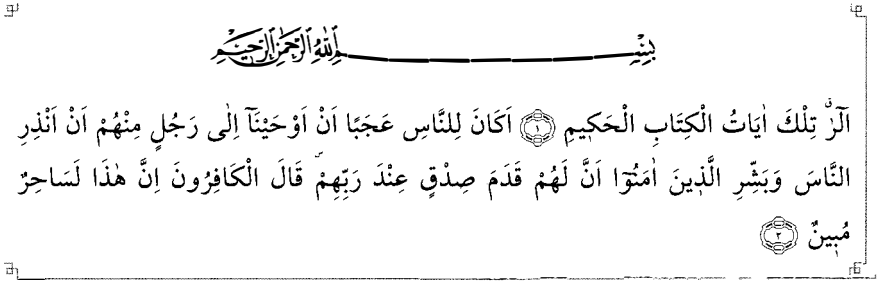 بِسْمِ اللّٰهِ الرَّحْمٰنِ الرَّحِيْمِ
الٓرٰ ۠ تِلْكَ اٰيَاتُ الْكِتَابِ الْحَكِيمِ ﴿١﴾ اَكَانَ لِلنَّاسِ عَجَبًا اَنْ اَوْحَيْنَٓا اِلٰى رَجُلٍ مِنْهُمْ اَنْ اَنْذِرِ
النَّاسَ وَبَشِّرِ الَّذ۪ينَ اٰمَنُٓوا اَنَّ لَهُمْ قَدَمَ صِدْقٍ عِنْدَ رَبِّهِمْ ۜ قَالَ الْكَافِرُونَ اِنَّ هٰذَا لَسَاحِرٌ
مُب۪ينٌ ﴿٢﴾